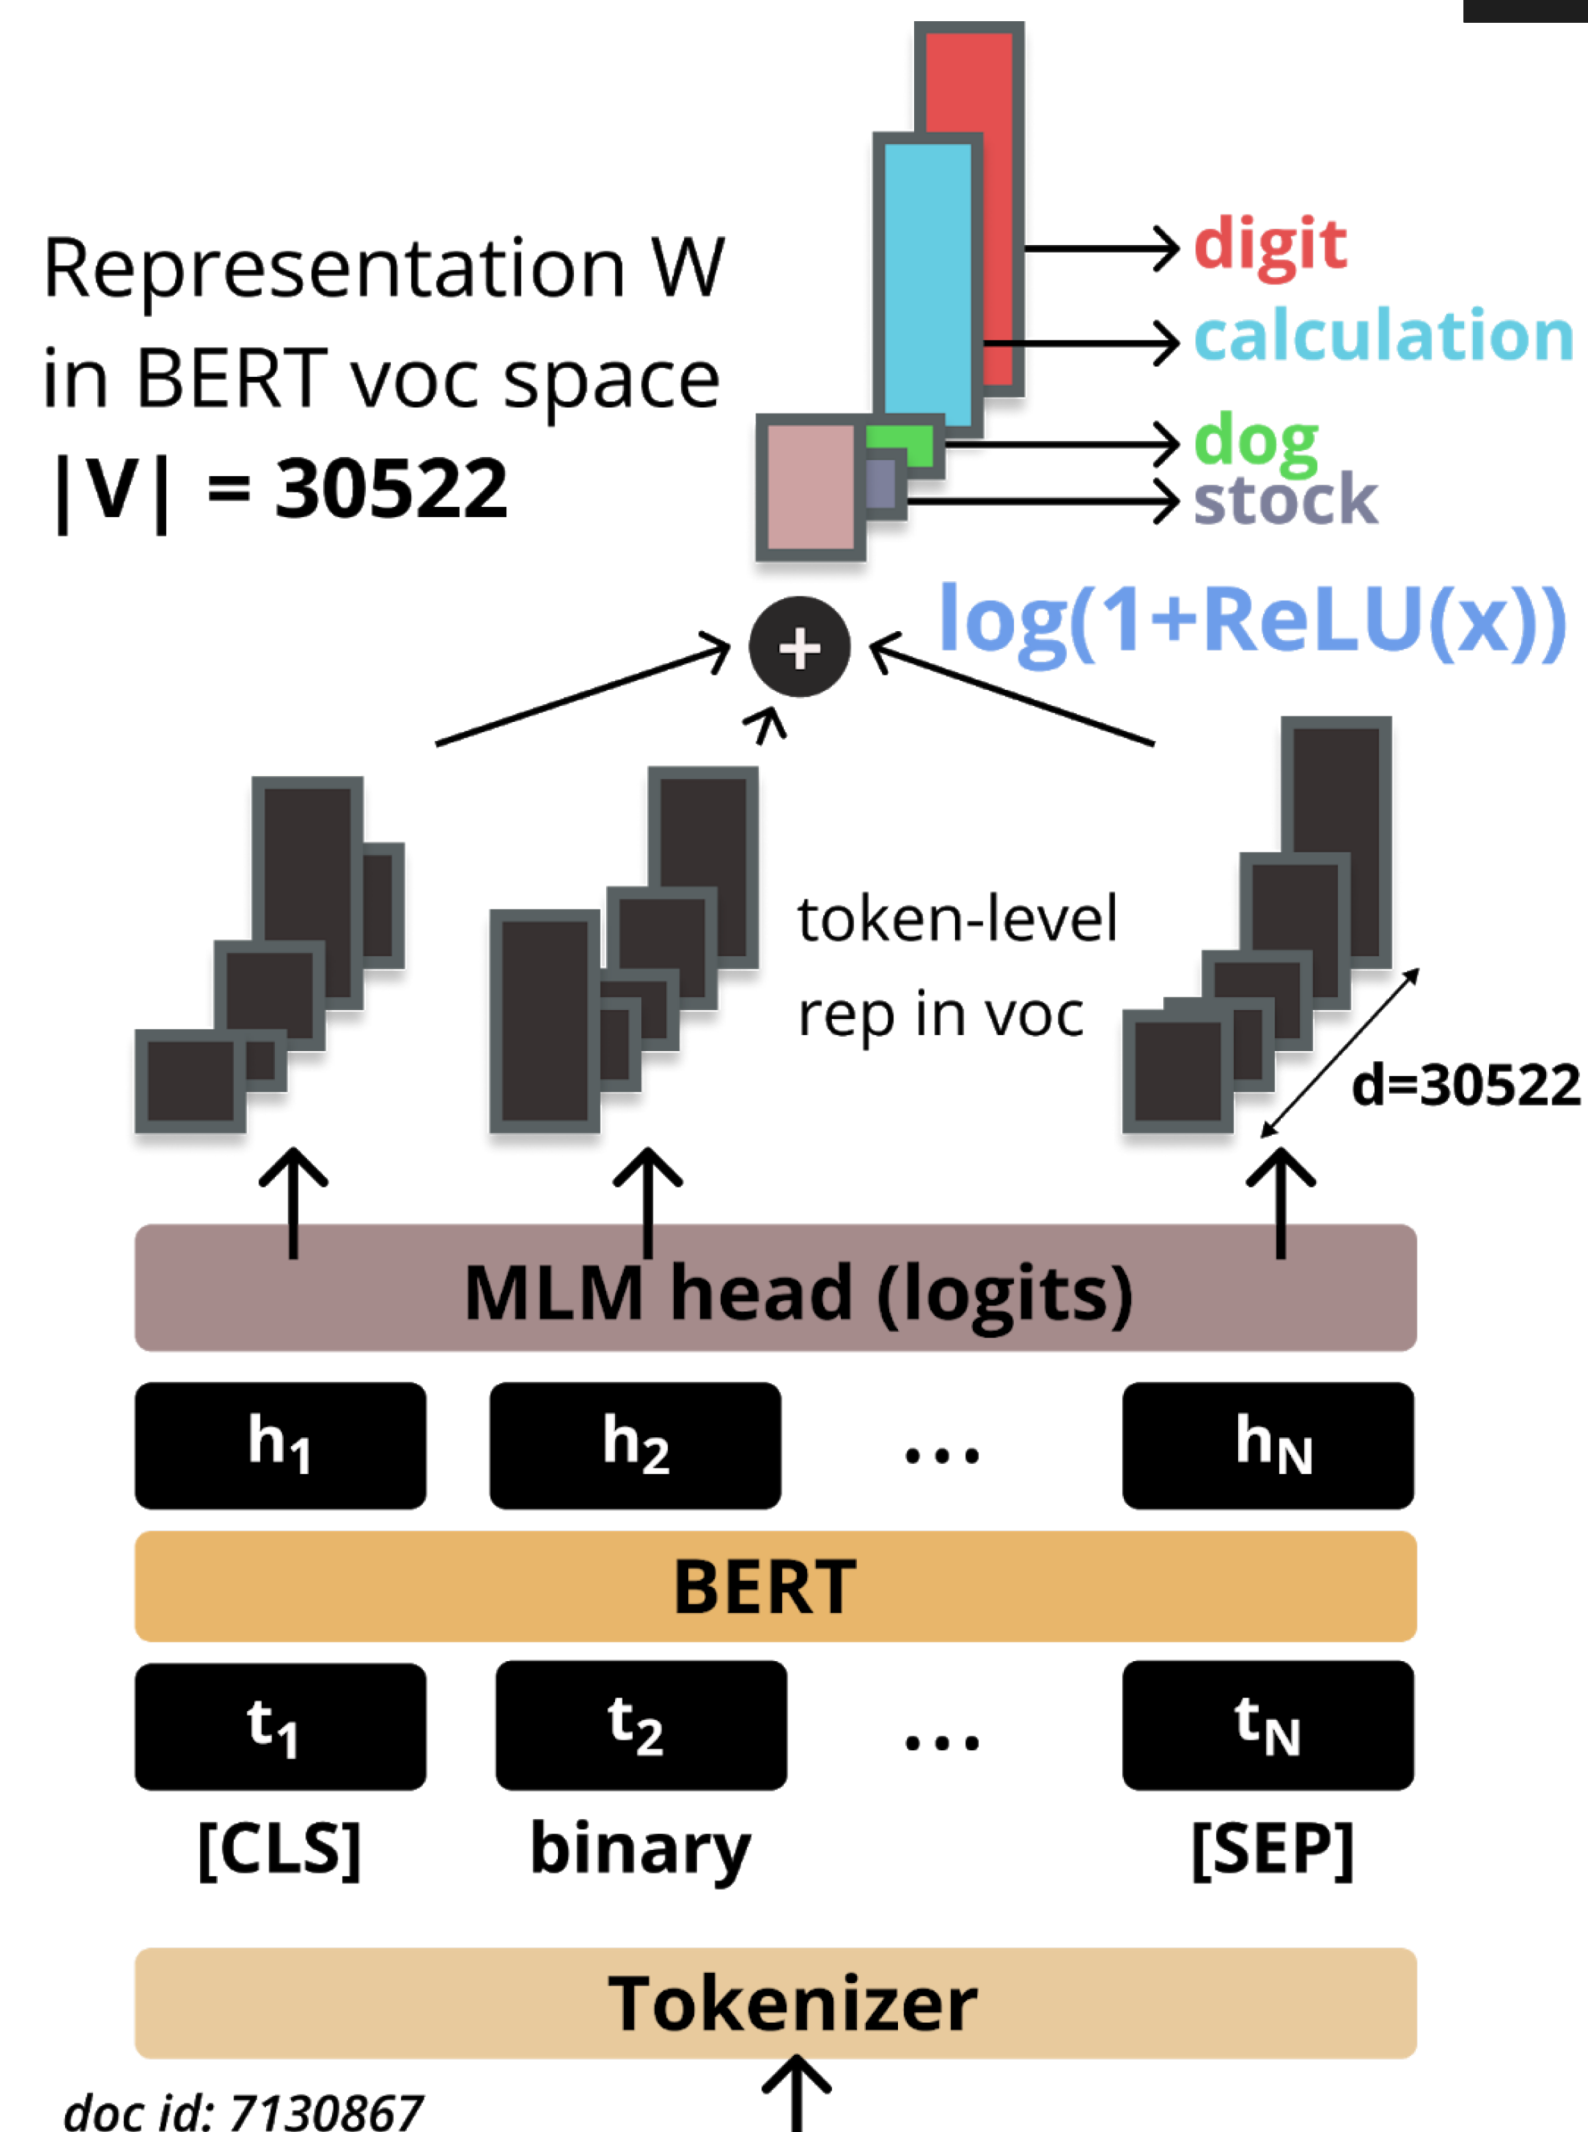 digit
Representation W
calculation
in BERT voc space
dog
|V| = 30522
stock
log(1+ReLU(x))
+
token-level
rep in voc
d=30522
MLM head (logits)
h1 h2 ... hN
BERT
t1 t2 ... tN
[CLS] binary [SEP]
Tokenizer
doc id: 7130867